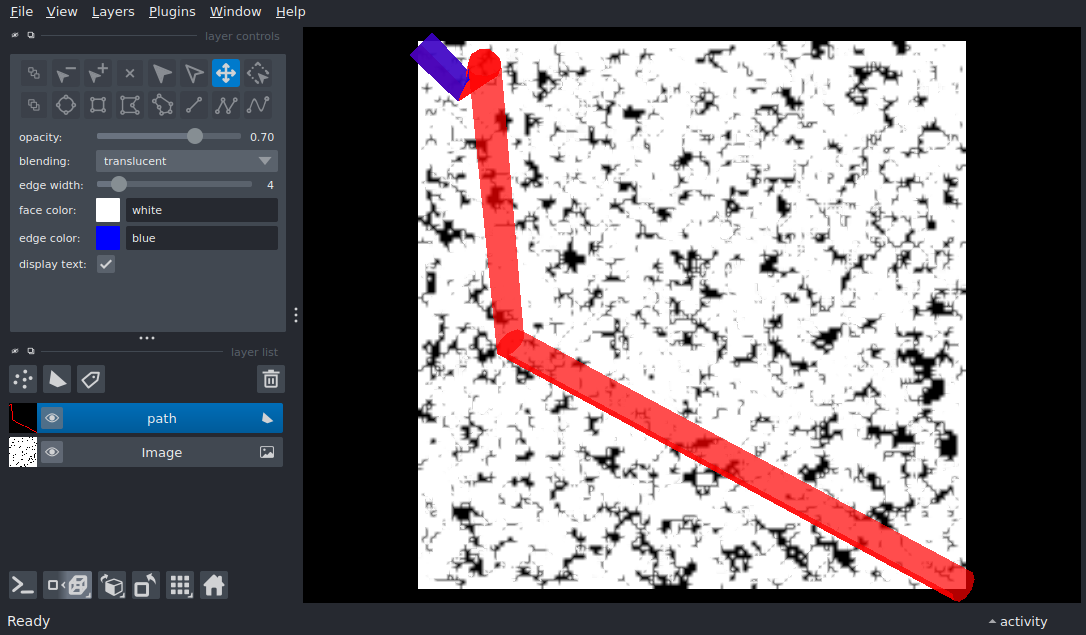 File View Layers Plugins Window Help
layer controls
opacity: 0.70
blending: translucent
edge width: 4
face color: white
edge color: blue
display text:
layer list
path
Image
Ready activity